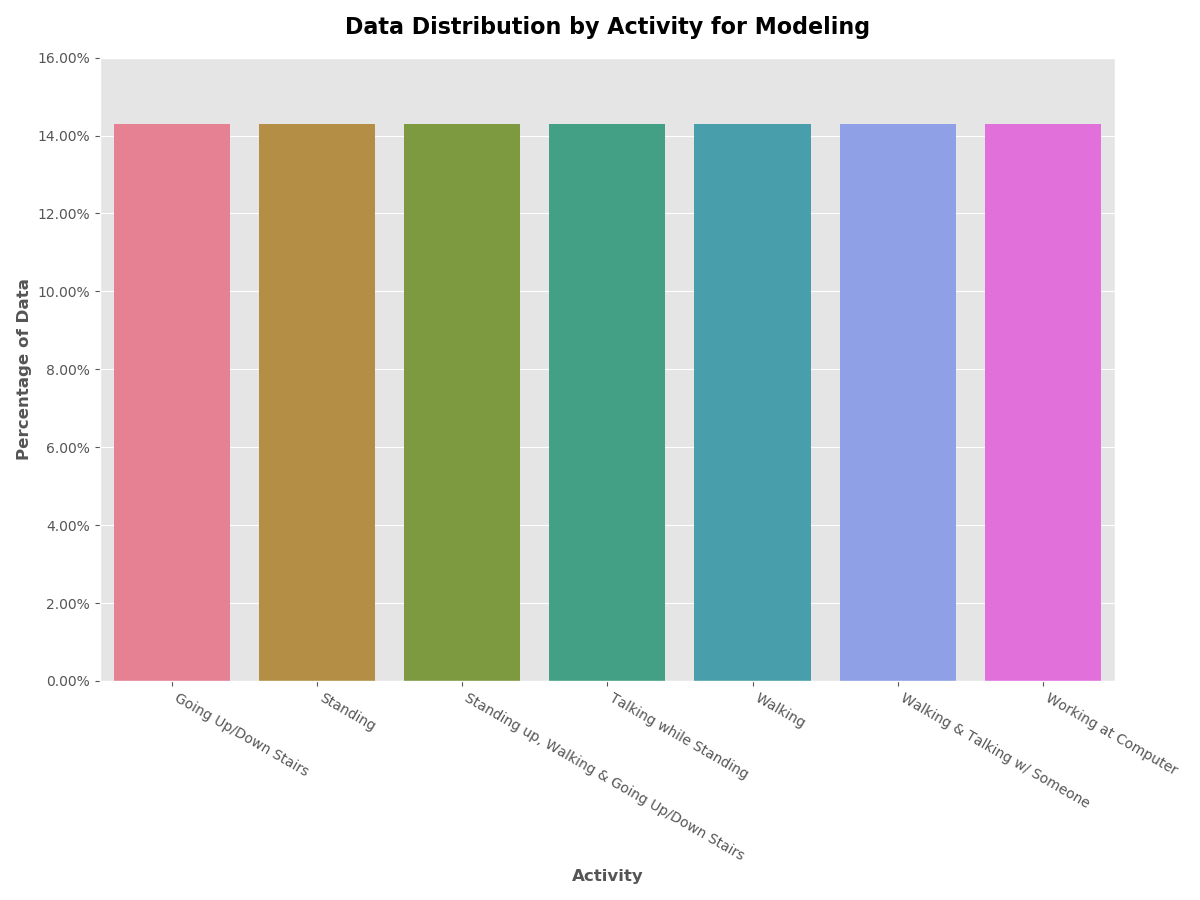 Data Distribution by Activity for Modeling
16.00%
14.00%
12.00%
10.00%
8.00%
6.00%
4.00%
2.00%
0.00%
Percentage of Data
Going Up/Down Stairs
Standing
Standing up, Walking & Going Up/Down Stairs
Talking while Standing
Walking
Walking & Talking w/ Someone
Working at Computer
Activity